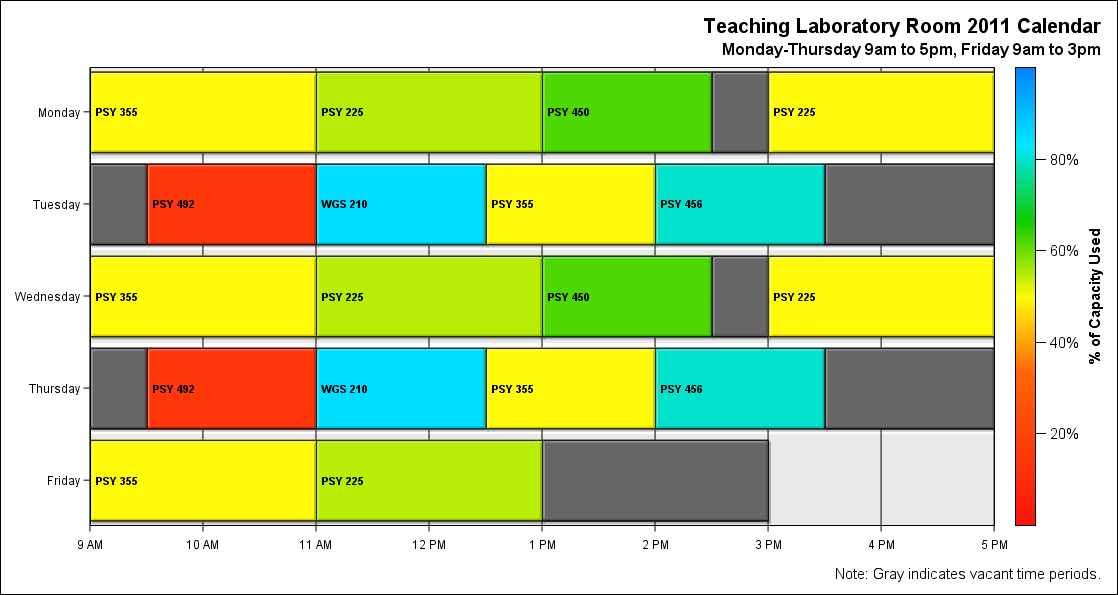 Teaching Laboratory Room 2011 Calendar
Monday-Thursday 9am to 5pm, Friday 9am to 3pm
Monday
PSY 355
PSY 225
PSY 450
PSY 225
Tuesday
PSY 492
WGS 210
PSY 355
PSY 456
Wednesday
PSY 355
PSY 225
PSY 450
PSY 225
Thursday
PSY 492
WGS 210
PSY 355
PSY 456
Friday
PSY 355
PSY 225
9 AM
10 AM
11 AM
12 PM
1 PM
2 PM
3 PM
4 PM
5 PM
80%
60%
40%
20%
% of Capacity Used
Note: Gray indicates vacant time periods.